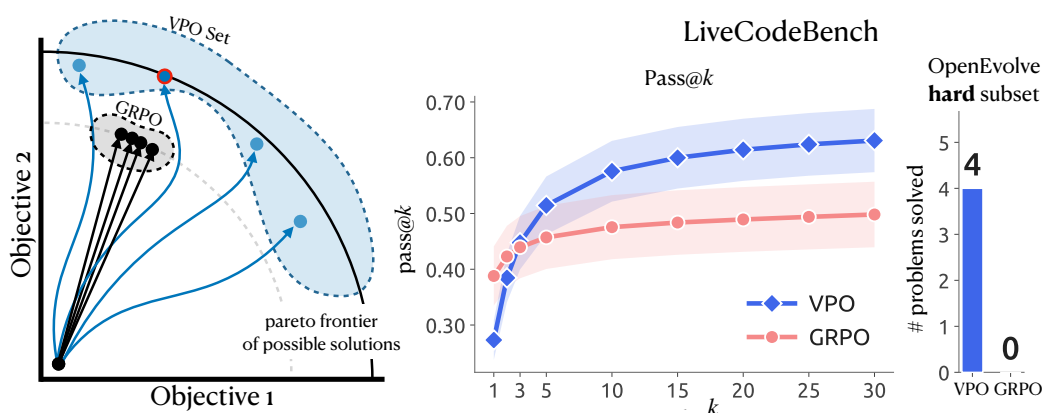 VPO Set
GRPO
Objective 2
Objective 1
pareto frontier
of possible solutions
LiveCodeBench
Pass@k
pass@k
0.70
0.60
0.50
0.40
0.30
1 3 5 10 15 20 25 30
k
VPO
GRPO
OpenEvolve
hard subset
# problems solved
5
4
3
2
1
0
4
0
VPO GRPO